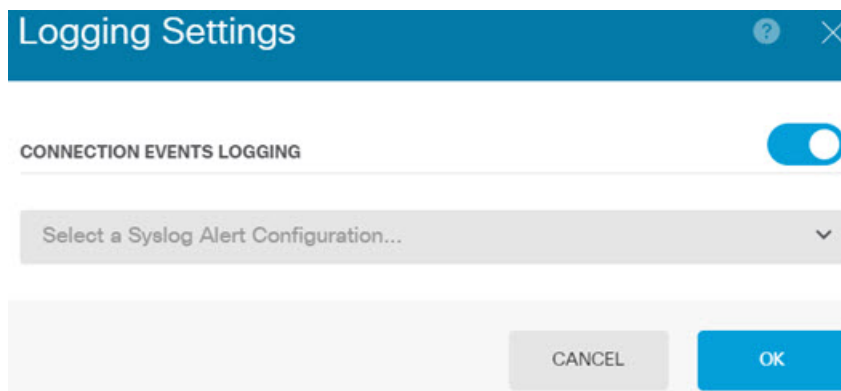 Logging Settings
?
CONNECTION EVENTS LOGGING
Select a Syslog Alert Configuration...
CANCEL
OK